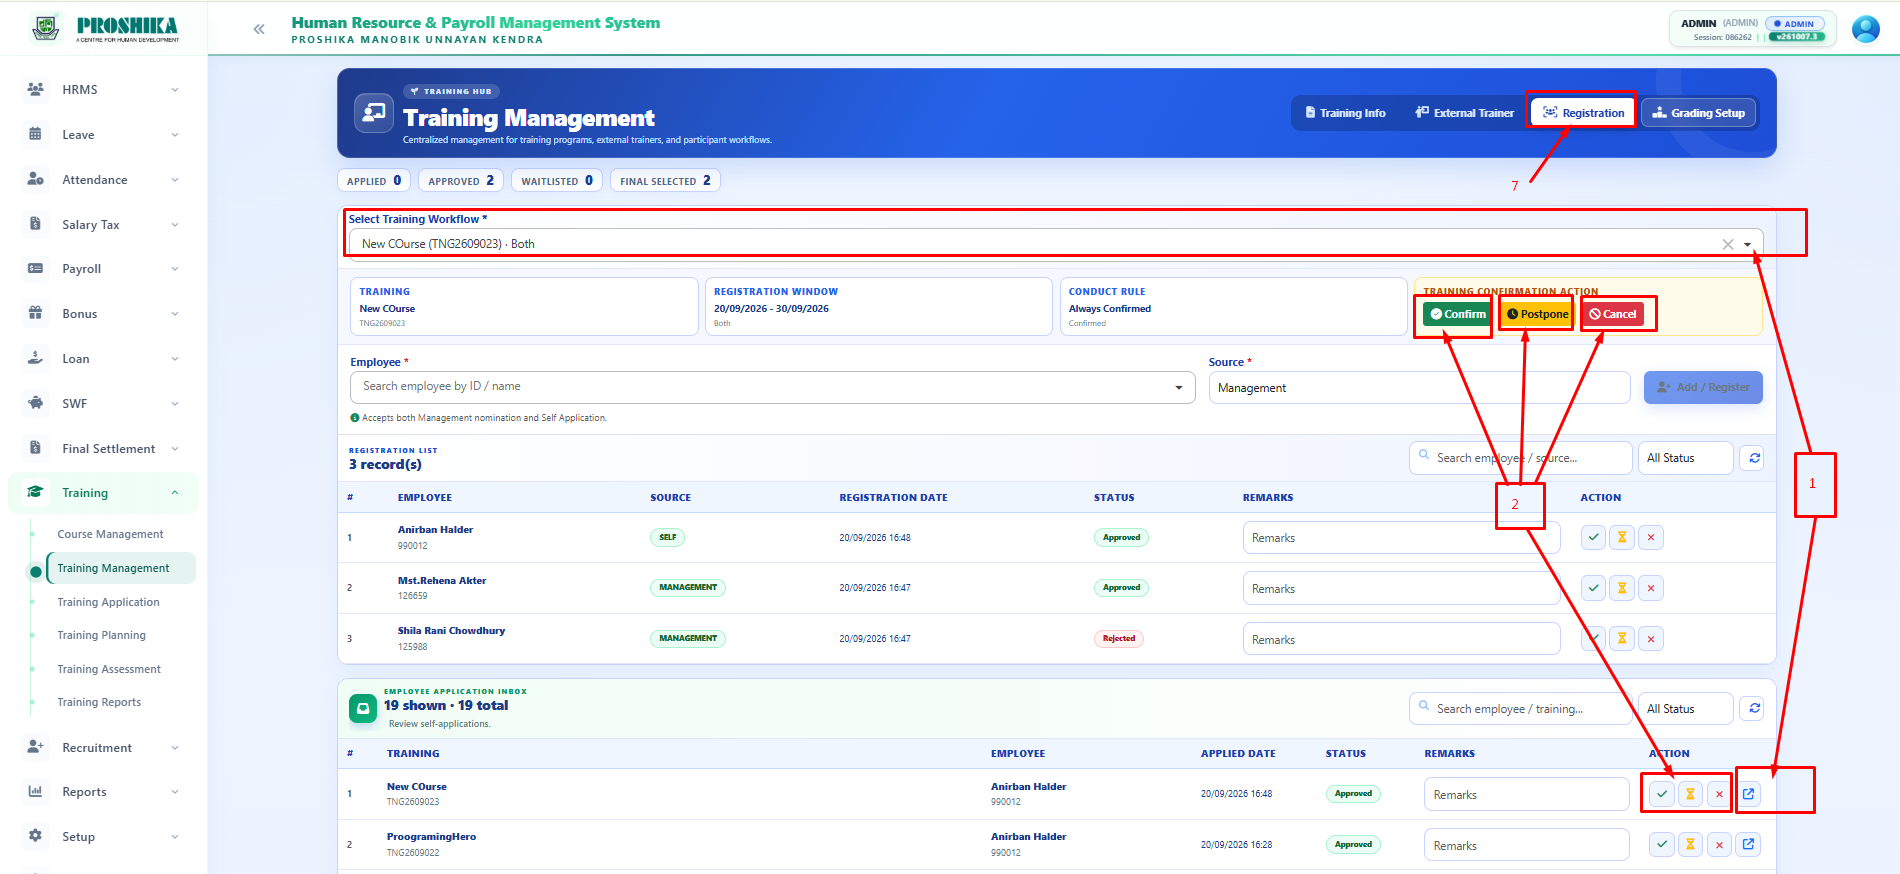 PROSHIKA
A CENTRE FOR HUMAN DEVELOPMENT
Human Resource & Payroll Management System
PROSHIKA MANOBIK UNNAYAN KENDRA
ADMIN (ADMIN) ADMIN
Session: 086262 | | v261007.3
HRMS
Leave
Attendance
Salary Tax
Payroll
Bonus
Loan
SWF
Final Settlement
Training
Course Management
Training Management
Training Application
Training Planning
Training Assessment
Training Reports
Recruitment
Reports
Setup
TRAINING HUB
Training Management
Centralized management for training programs, external trainers, and participant workflows.
Training Info External Trainer Registration Grading Setup
7
APPLIED 0 APPROVED 2 WAITLISTED 0 FINAL SELECTED 2
Select Training Workflow *
New COurse (TNG2609023) · Both
TRAINING
New COurse
TNG2609023
REGISTRATION WINDOW
20/09/2026 - 30/09/2026
Both
CONDUCT RULE
Always Confirmed
Confirmed
TRAINING CONFIRMATION ACTION
Confirm Postpone Cancel
Employee * Source *
Search employee by ID / name Management Add / Register
Accepts both Management nomination and Self Application.
REGISTRATION LIST
3 record(s)
Search employee / source... All Status
1
2
# EMPLOYEE SOURCE REGISTRATION DATE STATUS REMARKS ACTION
1 Anirban Halder 990012 SELF 20/09/2026 16:48 Approved Remarks
2 Mst.Rehena Akter 126659 MANAGEMENT 20/09/2026 16:47 Approved Remarks
3 Shila Rani Chowdhury 125988 MANAGEMENT 20/09/2026 16:47 Rejected Remarks
EMPLOYEE APPLICATION INBOX
19 shown · 19 total
Review self-applications.
Search employee / training... All Status
# TRAINING EMPLOYEE APPLIED DATE STATUS REMARKS ACTION
1 New COurse TNG2609023 Anirban Halder 990012 20/09/2026 16:48 Approved Remarks
2 ProogramingHero TNG2609022 Anirban Halder 990012 20/09/2026 16:28 Approved Remarks